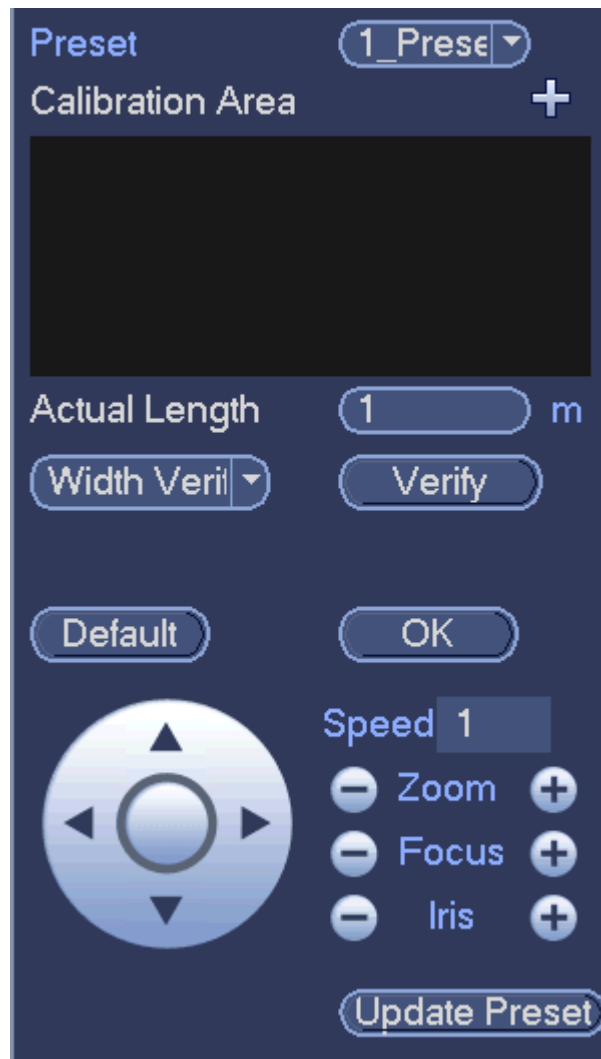 Preset 1_Prese
Calibration Area
Actual Length 1 m
Width Veri Verify
Default OK
Speed 1
Zoom
Focus
Iris
Update Preset